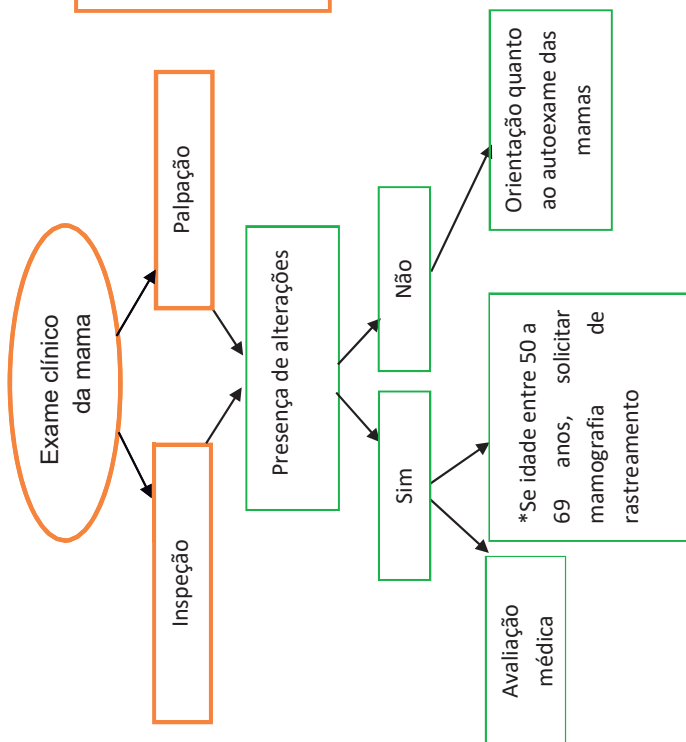 Exame clínico
da mama
Inspeção
Palpação
Presença de alterações
Sim
Não
Avaliação
médica
*Se idade entre 50 a
69 anos, solicitar
mamografia de
rastreamento
Orientação quanto
ao autoexame das
mamas